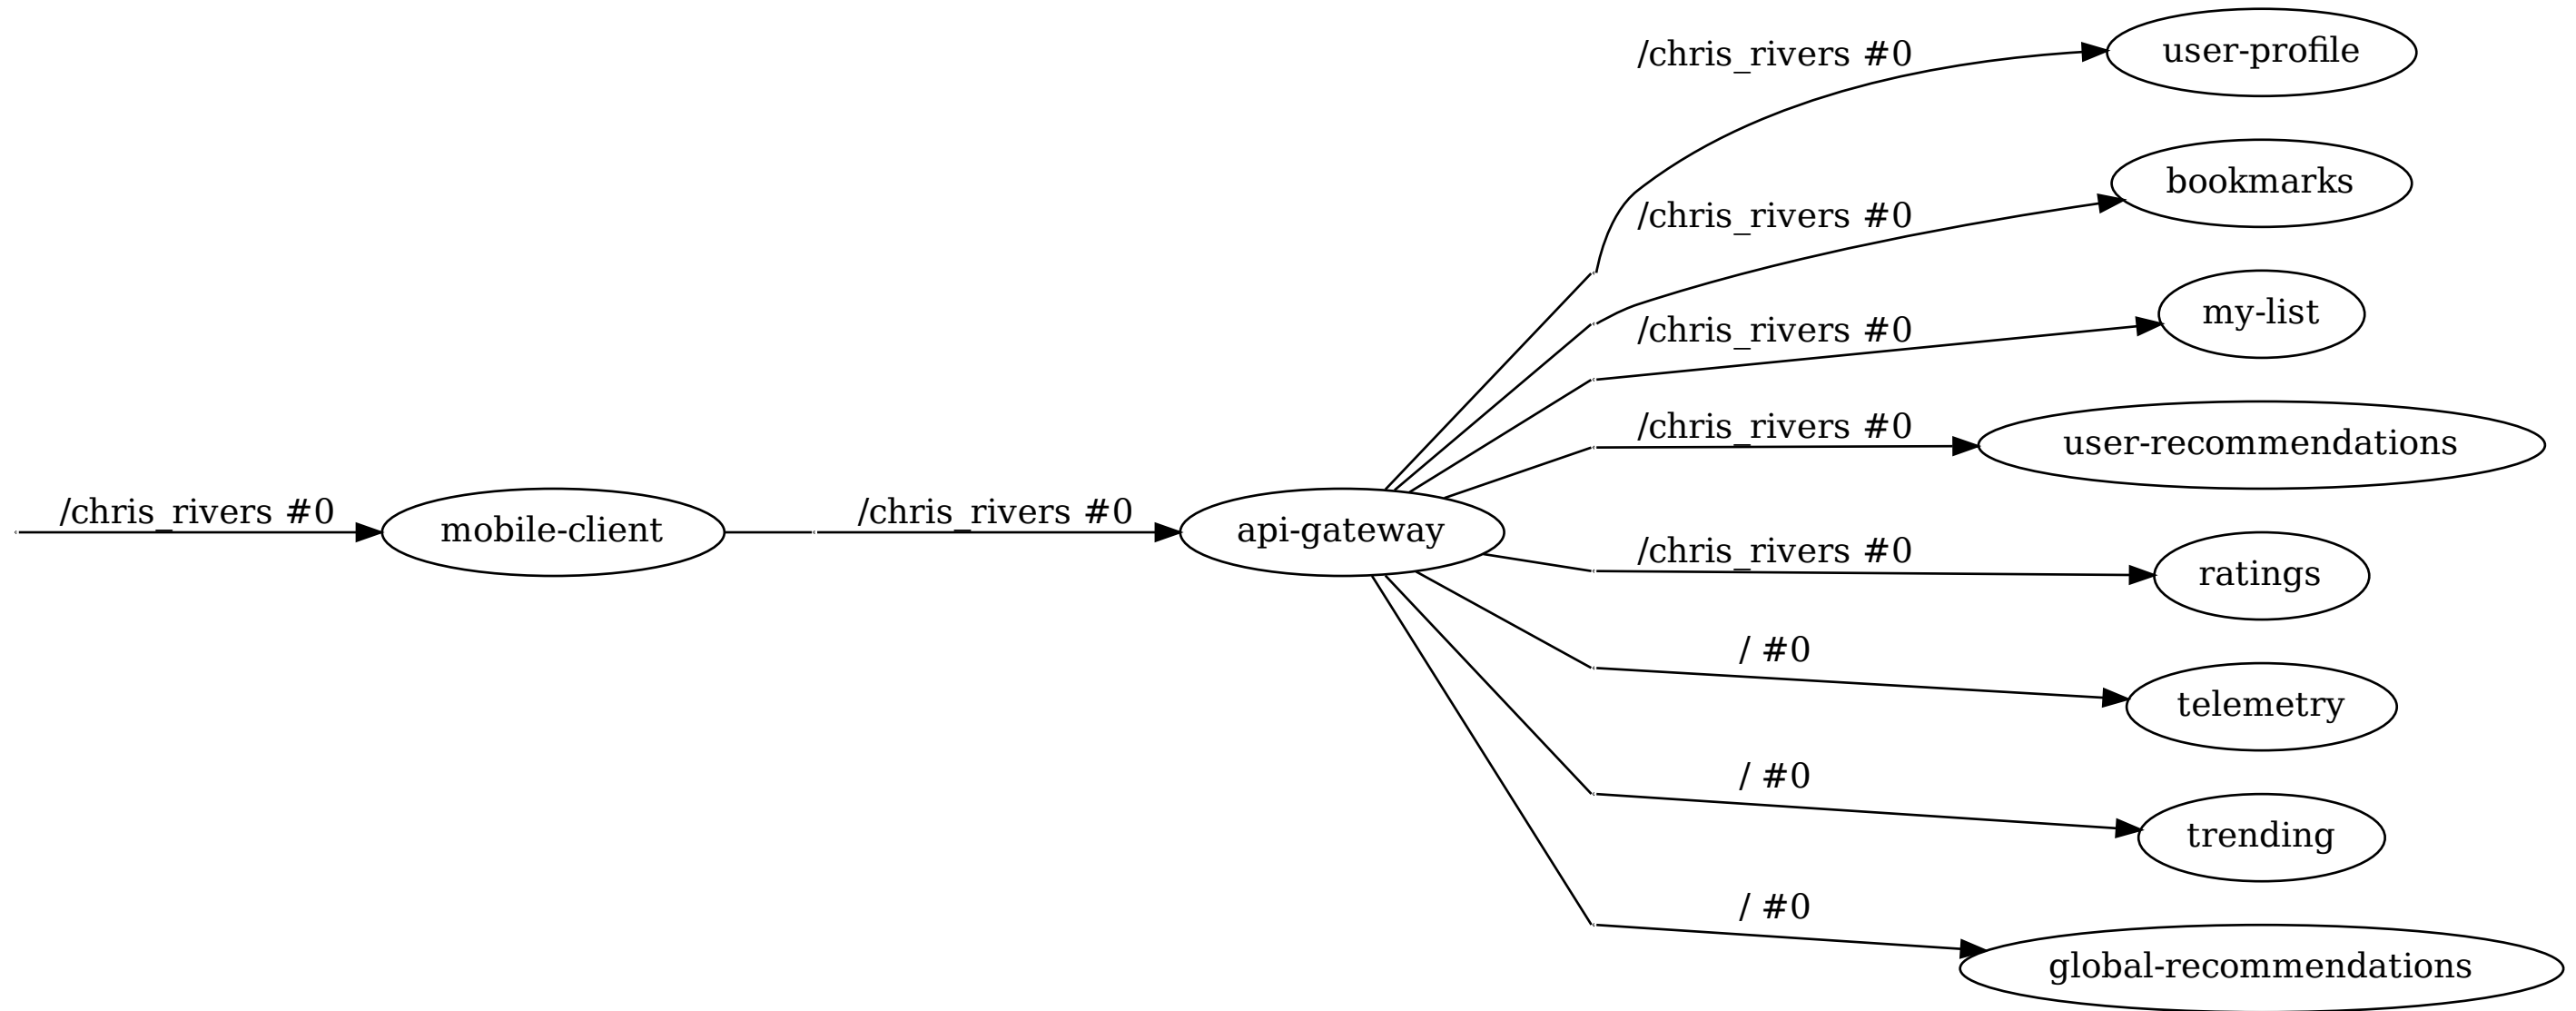 /chris_rivers #0
mobile-client
/chris_rivers #0
api-gateway
/chris_rivers #0
user-profile
/chris_rivers #0
bookmarks
/chris_rivers #0
my-list
/chris_rivers #0
user-recommendations
/chris_rivers #0
ratings
/ #0
telemetry
/ #0
trending
/ #0
global-recommendations